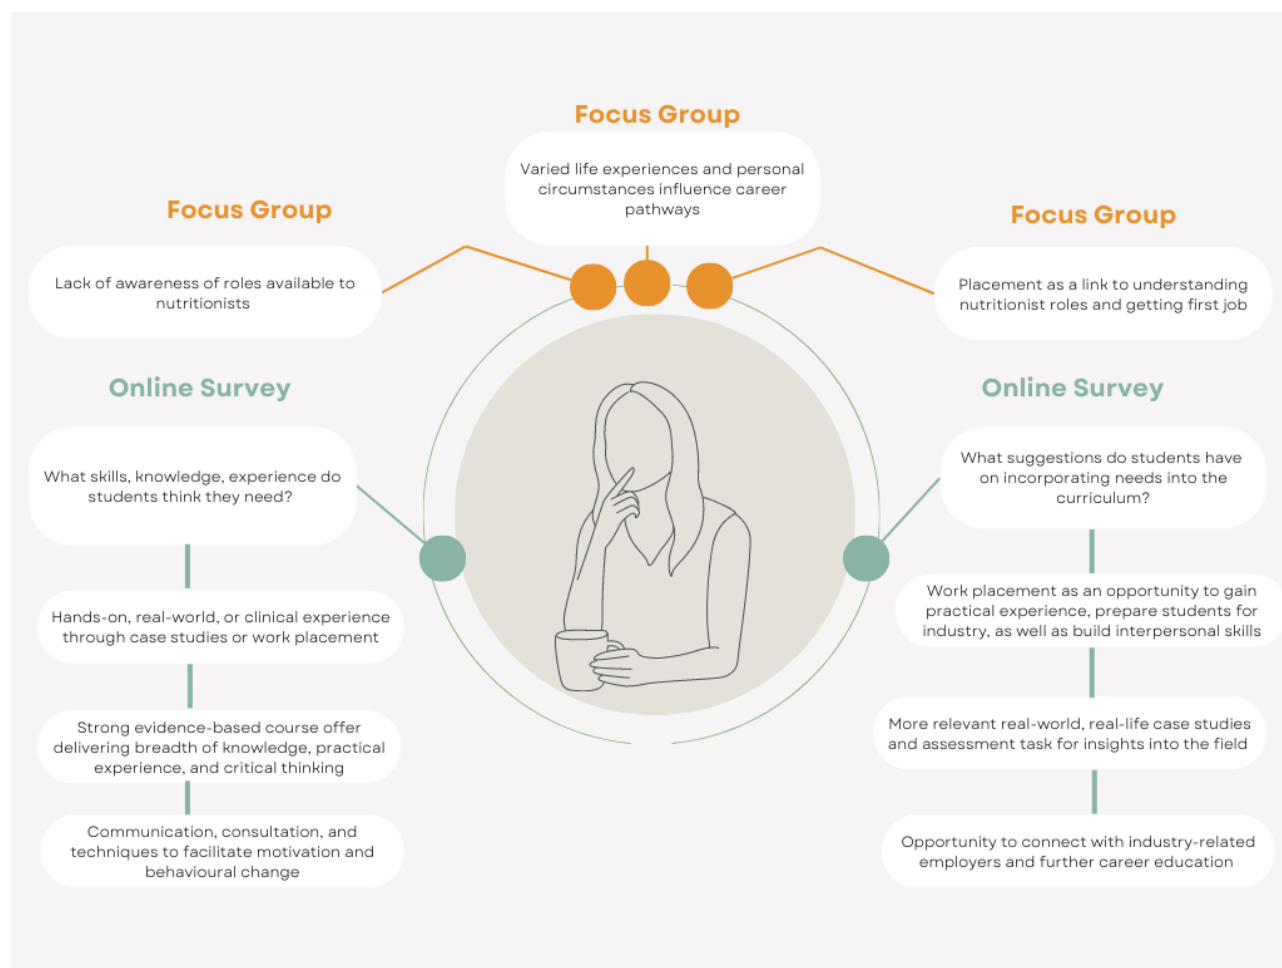 Focus Group
Varied life experiences and personal
circumstances influence career
pathways
Focus Group
Lack of awareness of roles available to
nutritionists
Focus Group
Placement as a link to understanding
nutritionist roles and getting first job
Online Survey
What skills, knowledge, experience do
students think they need?
Hands-on, real-world, or clinical experience
through case studies or work placement
Strong evidence-based course offer
delivering breadth of knowledge, practical
experience, and critical thinking
Communication, consultation, and
techniques to facilitate motivation and
behavioural change
Online Survey
What suggestions do students have
on incorporating needs into the
curriculum?
Work placement as an opportunity to gain
practical experience, prepare students for
industry, as well as build interpersonal skills
More relevant real-world, real-life case studies
and assessment task for insights into the field
Opportunity to connect with industry-related
employers and further career education